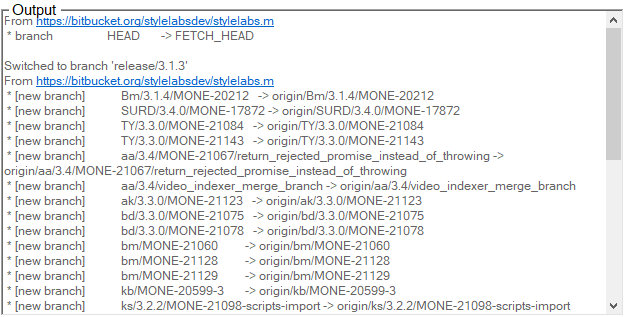 Output
From https://bitbucket.org/stylelabsdev/stylelabs.m
* branch HEAD -> FETCH_HEAD
Switched to branch 'release/3.1.3'
From https://bitbucket.org/stylelabsdev/stylelabs.m
* [new branch] Bm/3.1.4/MONE-20212 -> origin/Bm/3.1.4/MONE-20212
* [new branch] SURD/3.4.0/MONE-17872 -> origin/SURD/3.4.0/MONE-17872
* [new branch] TY/3.3.0/MONE-21084 -> origin/TY/3.3.0/MONE-21084
* [new branch] TY/3.3.0/MONE-21143 -> origin/TY/3.3.0/MONE-21143
* [new branch] aa/3.4/MONE-21067/return_rejected_promise_instead_of_throwing ->
origin/aa/3.4/MONE-21067/return_rejected_promise_instead_of_throwing
* [new branch] aa/3.4/video_indexer_merge_branch -> origin/aa/3.4/video_indexer_merge_branch
* [new branch] ak/3.3.0/MONE-21123 -> origin/ak/3.3.0/MONE-21123
* [new branch] bd/3.3.0/MONE-21075 -> origin/bd/3.3.0/MONE-21075
* [new branch] bd/3.3.0/MONE-21078 -> origin/bd/3.3.0/MONE-21078
* [new branch] bm/MONE-21060 -> origin/bm/MONE-21060
* [new branch] bm/MONE-21128 -> origin/bm/MONE-21128
* [new branch] bm/MONE-21129 -> origin/bm/MONE-21129
* [new branch] kb/MONE-20599-3 -> origin/kb/MONE-20599-3
* [new branch] ks/3.2.2/MONE-21098-scripts-import -> origin/ks/3.2.2/MONE-21098-scripts-import